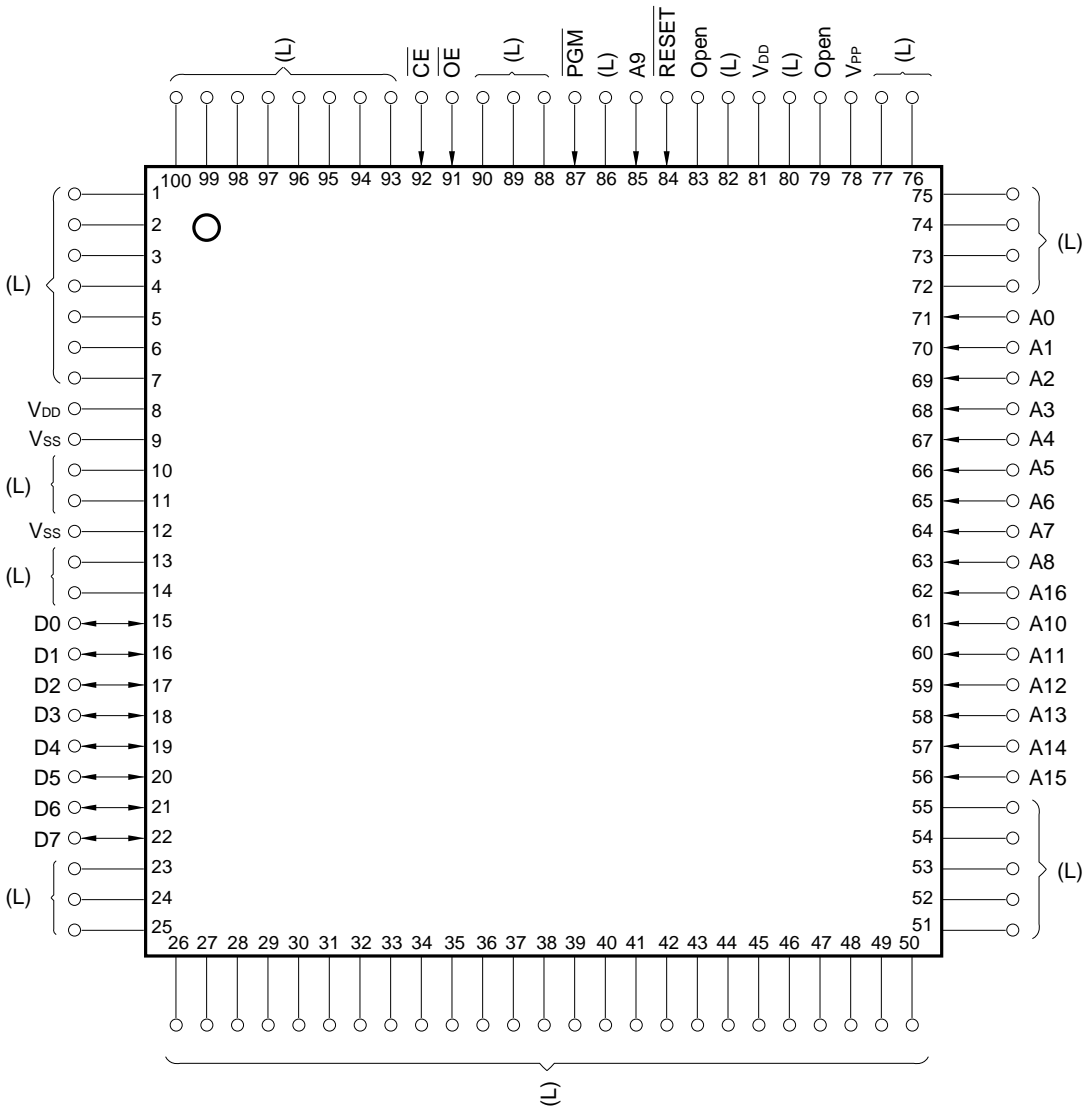 (L)
CE
OE
(L)
PGM
(L)
A9
RESET
Open
(L)
VDD
(L)
Open
VPP
(L)
100 99 98 97 96 95 94 93 92 91 90 89 88 87 86 85 84 83 82 81 80 79 78 77 76
1 75
2 74
3 73
(L) 4 72 (L)
5 71 A0
6 70 A1
7 69 A2
VDD 8 68 A3
VSS 9 67 A4
10 66 A5
(L)
11 65 A6
VSS 12 64 A7
13 63 A8
(L)
14 62 A16
D0 15 61 A10
D1 16 60 A11
D2 17 59 A12
D3 18 58 A13
D4 19 57 A14
D5 20 56 A15
D6 21 55
D7 22 54
23 53 (L)
(L) 24 52
25 51
26 27 28 29 30 31 32 33 34 35 36 37 38 39 40 41 42 43 44 45 46 47 48 49 50
(L)